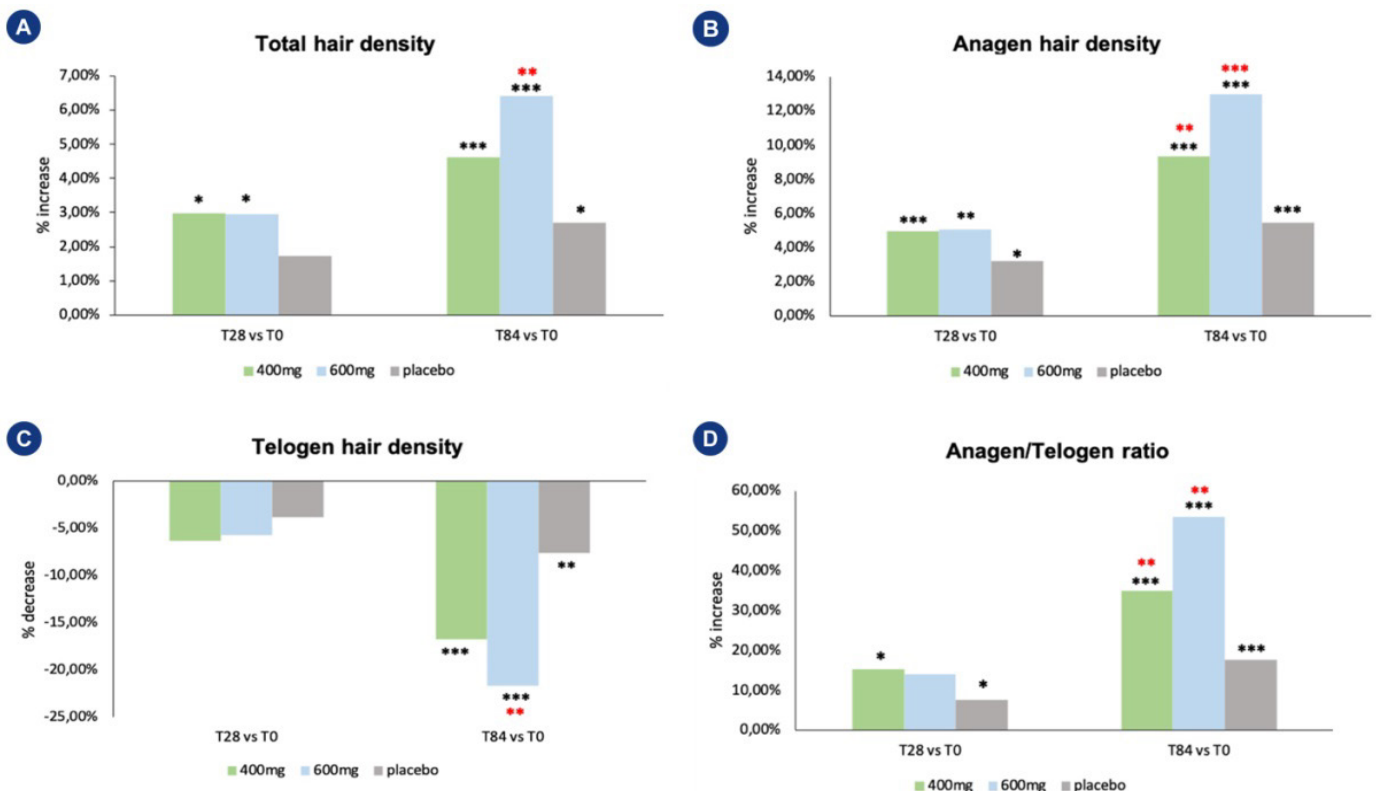 A
Total hair density
7,00%
6,00%
5,00%
4,00%
3,00%
2,00%
1,00%
0,00%
% increase
*
*
***
**
***
*
T28 vs T0
T84 vs T0
400mg 600mg placebo
B
Anagen hair density
14,00%
12,00%
10,00%
8,00%
6,00%
4,00%
2,00%
0,00%
% increase
***
**
*
**
***
***
***
***
T28 vs T0
T84 vs T0
400mg 600mg placebo
C
Telogen hair density
0,00%
-5,00%
-10,00%
-15,00%
-20,00%
-25,00%
% decrease
***
***
**
**
T28 vs T0
T84 vs T0
400mg 600mg placebo
D
Anagen/Telogen ratio
60,00%
50,00%
40,00%
30,00%
20,00%
10,00%
0,00%
% increase
*
*
**
***
**
***
***
T28 vs T0
T84 vs T0
400mg 600mg placebo